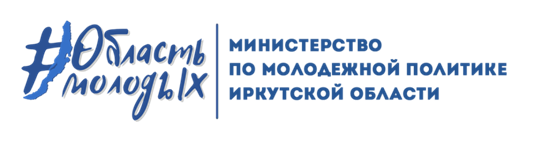 #Область
молодых
МИНИСТЕРСТВО
ПО МОЛОДЕЖНОЙ ПОЛИТИКЕ
ИРКУТСКОЙ ОБЛАСТИ